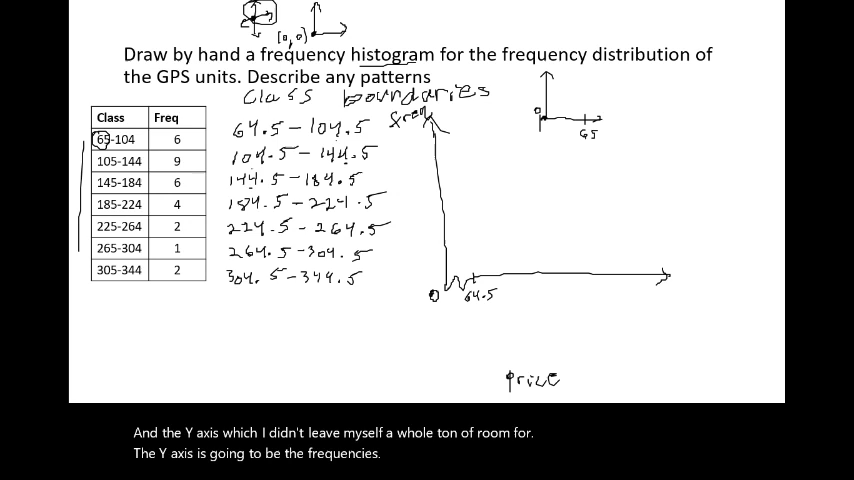 [0,0)
Draw by hand a frequency histogram for the frequency distribution of
the GPS units. Describe any patterns
Class boundaries
Class Freq
65-104 6
105-144 9
145-184 6
185-224 4
225-264 2
265-304 1
305-344 2
64.5-104.5
104.5-144.5
144.5-184.5
184.5-224.5
224.5-264.5
264.5-304.5
304.5-344.5
freq
0
65
0
64.5
price
And the Y axis which I didn't leave myself a whole ton of room for.
The Y axis is going to be the frequencies.